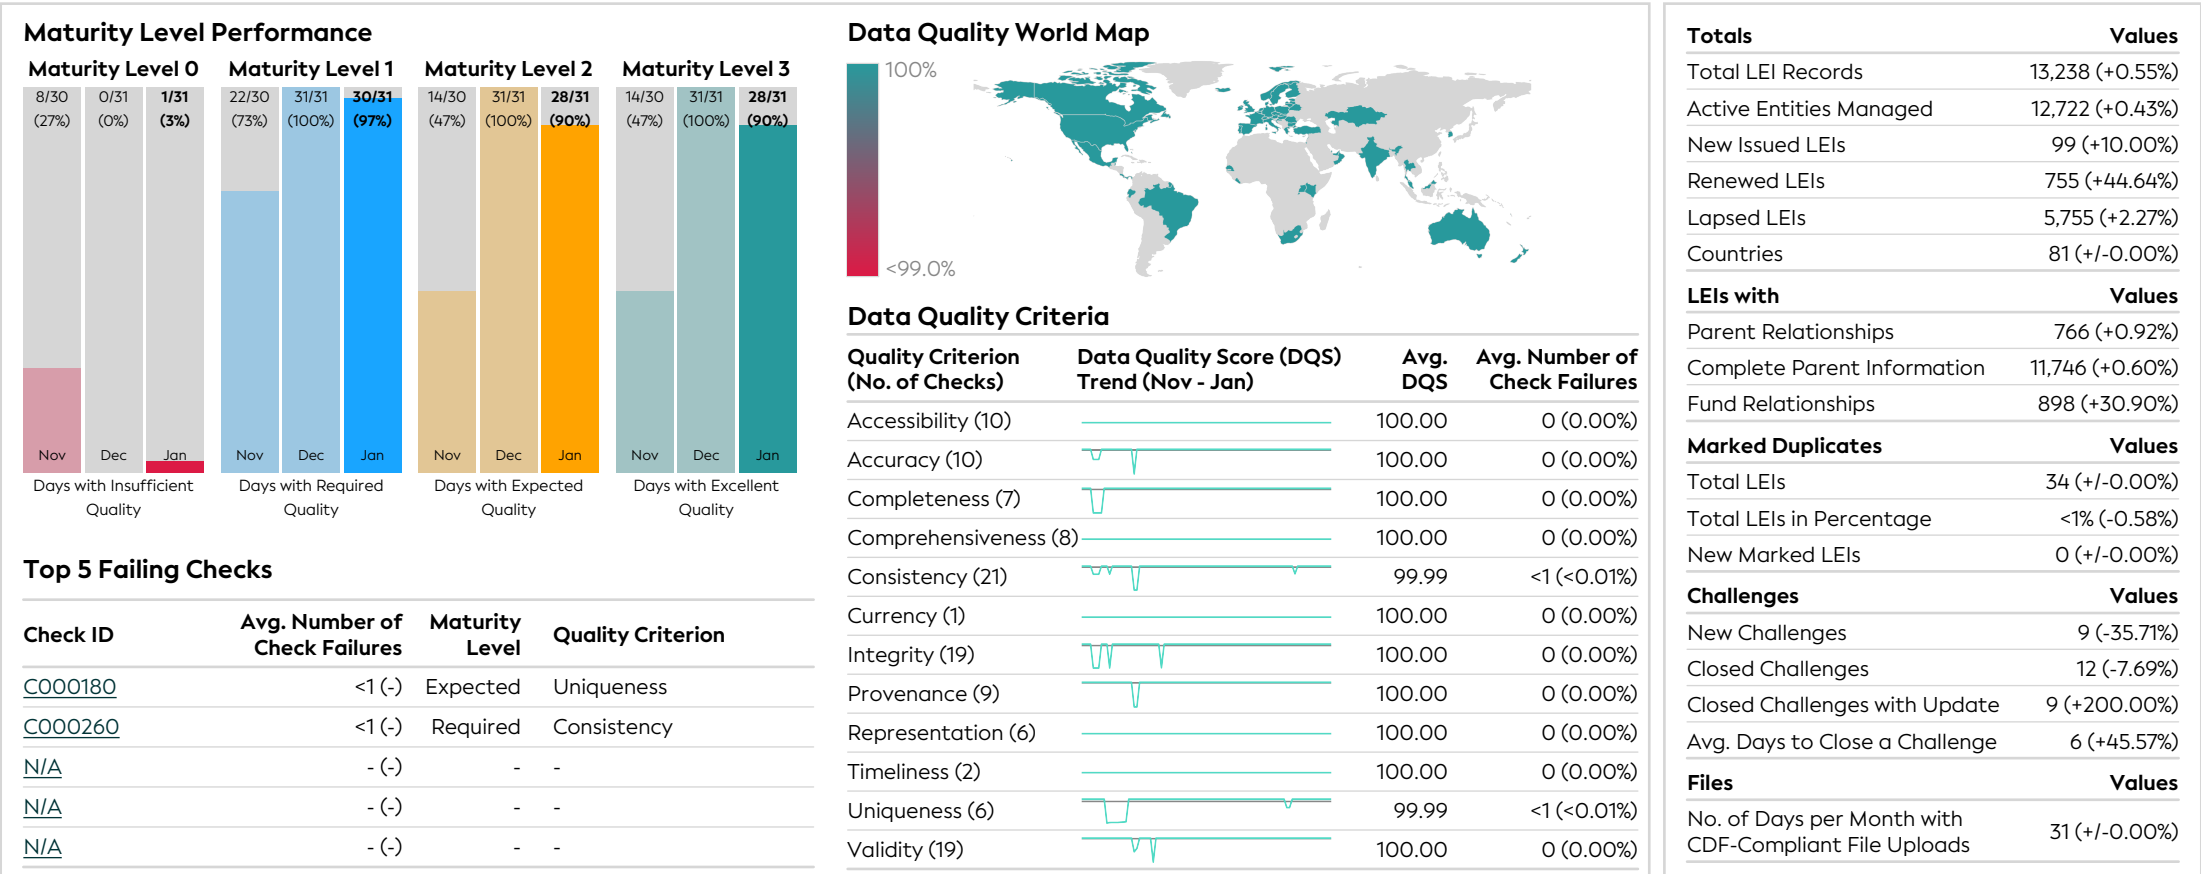 Maturity Level Performance
Maturity Level 0 Maturity Level 1 Maturity Level 2 Maturity Level 3
8/30 0/31 1/31 22/30 31/31 30/31 14/30 31/31 28/31 14/30 31/31 28/31
(27%) (0%) (3%) (73%) (100%) (97%) (47%) (100%) (90%) (47%) (100%) (90%)
Nov Dec Jan Nov Dec Jan Nov Dec Jan Nov Dec Jan
Days with Insufficient Days with Required Days with Expected Days with Excellent
Quality Quality Quality Quality
Top 5 Failing Checks
Avg. Number of Maturity
Check ID Check Failures Level Quality Criterion
C000180 <1 (-) Expected Uniqueness
C000260 <1 (-) Required Consistency
N/A - (-) - -
N/A - (-) - -
N/A - (-) - -
Data Quality World Map
100%
<99.0%
Data Quality Criteria
Quality Criterion Data Quality Score (DQS) Avg. Avg. Number of
(No. of Checks) Trend (Nov - Jan) DQS Check Failures
Accessibility (10) 100.00 0 (0.00%)
Accuracy (10) 100.00 0 (0.00%)
Completeness (7) 100.00 0 (0.00%)
Comprehensiveness (8) 100.00 0 (0.00%)
Consistency (21) 99.99 <1 (<0.01%)
Currency (1) 100.00 0 (0.00%)
Integrity (19) 100.00 0 (0.00%)
Provenance (9) 100.00 0 (0.00%)
Representation (6) 100.00 0 (0.00%)
Timeliness (2) 100.00 0 (0.00%)
Uniqueness (6) 99.99 <1 (<0.01%)
Validity (19) 100.00 0 (0.00%)
Totals Values
Total LEI Records 13,238 (+0.55%)
Active Entities Managed 12,722 (+0.43%)
New Issued LEIs 99 (+10.00%)
Renewed LEIs 755 (+44.64%)
Lapsed LEIs 5,755 (+2.27%)
Countries 81 (+/-0.00%)
LEIs with Values
Parent Relationships 766 (+0.92%)
Complete Parent Information 11,746 (+0.60%)
Fund Relationships 898 (+30.90%)
Marked Duplicates Values
Total LEIs 34 (+/-0.00%)
Total LEIs in Percentage <1% (-0.58%)
New Marked LEIs 0 (+/-0.00%)
Challenges Values
New Challenges 9 (-35.71%)
Closed Challenges 12 (-7.69%)
Closed Challenges with Update 9 (+200.00%)
Avg. Days to Close a Challenge 6 (+45.57%)
Files Values
No. of Days per Month with
CDF-Compliant File Uploads 31 (+/-0.00%)